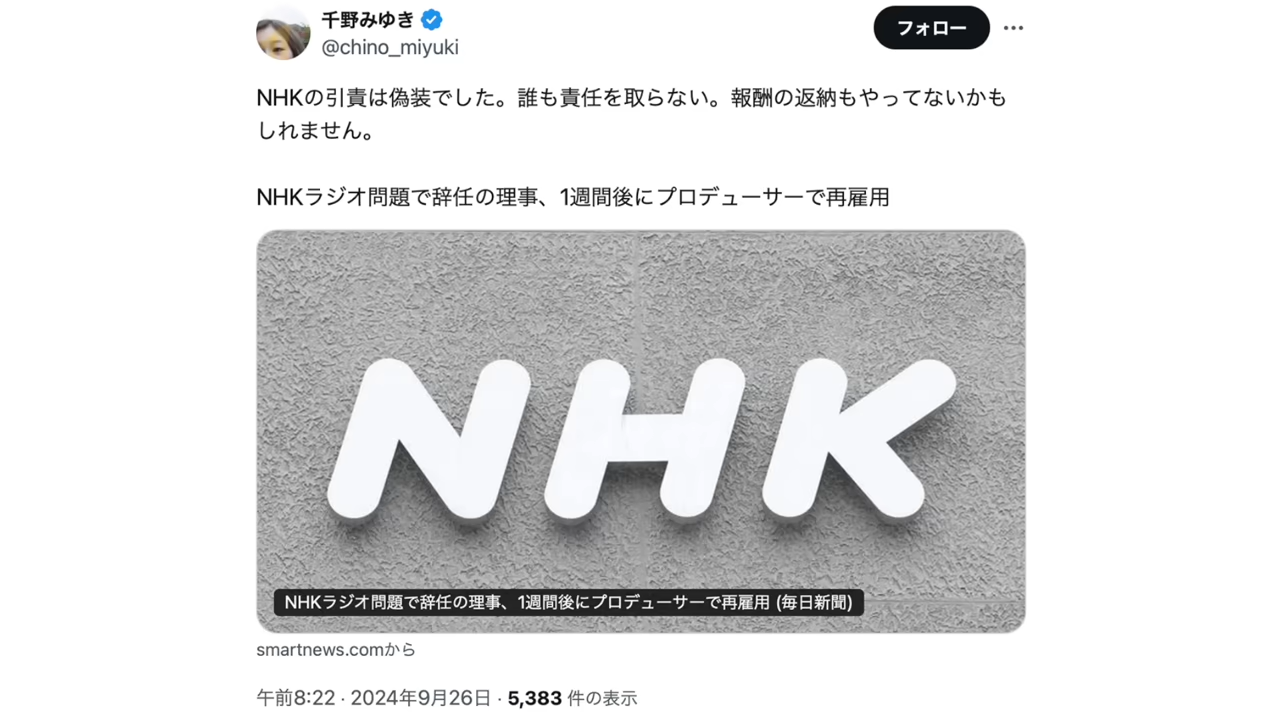 千野みゆき
@chino_miyuki
フォロー
NHKの引責は偽装でした。誰も責任を取らない。報酬の返納もやってないかも
しれません。
NHKラジオ問題で辞任の理事、1週間後にプロデューサーで再雇用
NHK
NHKラジオ問題で辞任の理事、1週間後にプロデューサーで再雇用 (毎日新聞)
smartnews.comから
午前8:22 · 2024年9月26日 · 5,383 件の表示